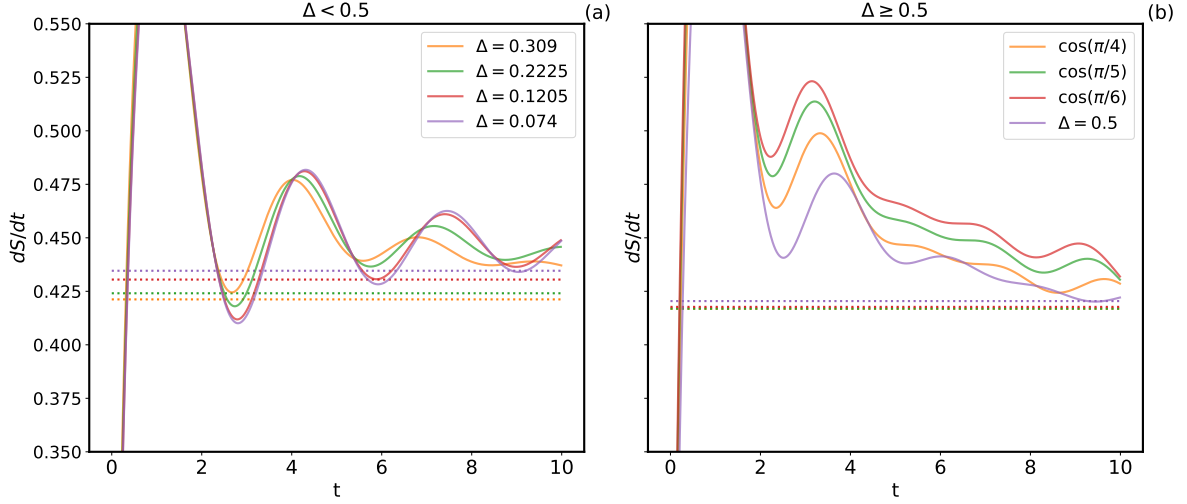 Δ < 0.5
(a)
dS/dt
0.550
0.525
0.500
0.475
0.450
0.425
0.400
0.375
0.350
Δ = 0.309
Δ = 0.2225
Δ = 0.1205
Δ = 0.074
0 2 4 6 8 10
t
Δ ≥ 0.5
(b)
dS/dt
cos(π/4)
cos(π/5)
cos(π/6)
Δ = 0.5
0 2 4 6 8 10
t